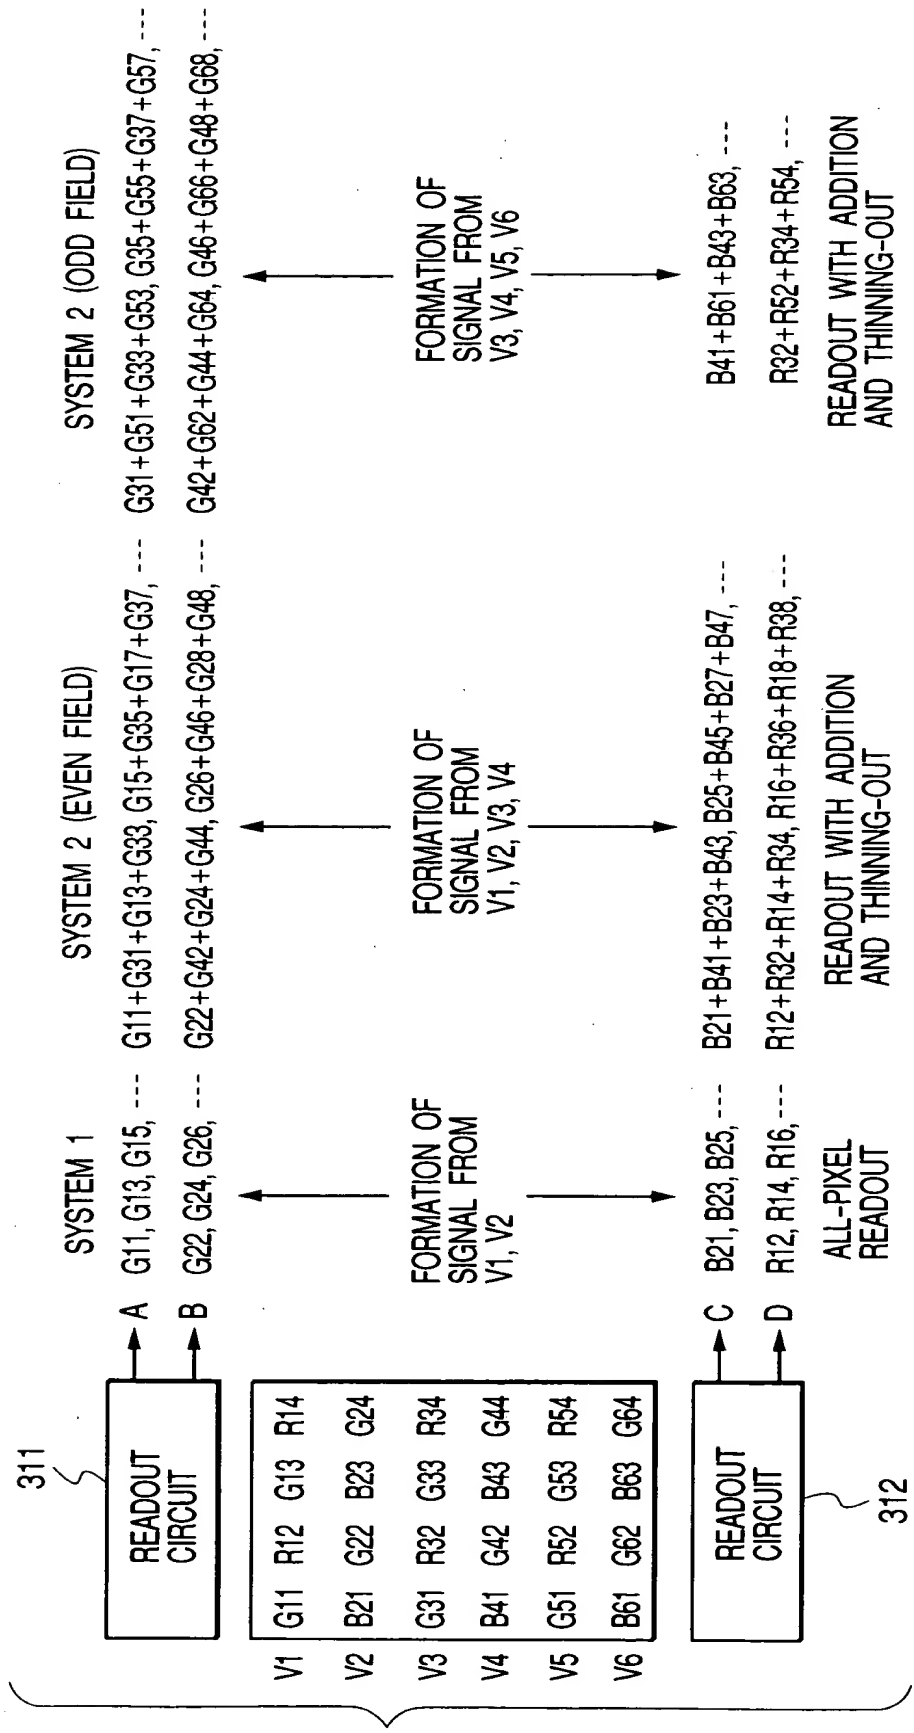 311
READOUT
CIRCUIT
A
B
V1 G11 R12 G13 R14
V2 B21 G22 B23 G24
V3 G31 R32 G33 R34
V4 B41 G42 B43 G44
V5 G51 R52 G53 R54
V6 B61 G62 B63 G64
READOUT
CIRCUIT
312
C
D
SYSTEM 1
G11, G13, G15, ----
G22, G24, G26, ----
FORMATION OF
SIGNAL FROM
V1, V2
B21, B23, B25, ----
R12, R14, R16, ----
ALL-PIXEL
READOUT
SYSTEM 2 (EVEN FIELD)
G11+G31+G13+G33, G15+G35+G17+G37, ---
G22+G42+G24+G44, G26+G46+G28+G48, ---
FORMATION OF
SIGNAL FROM
V1, V2, V3, V4
B21+B41+B23+B43, B25+B45+B27+B47, ---
R12+R32+R14+R34, R16+R36+R18+R38, ---
READOUT WITH ADDITION
AND THINNING-OUT
SYSTEM 2 (ODD FIELD)
G31+G51+G33+G53, G35+G55+G37+G57, ---
G42+G62+G44+G64, G46+G66+G48+G68, ---
FORMATION OF
SIGNAL FROM
V3, V4, V5, V6
B41+B61+B43+B63, ---
R32+R52+R34+R54, ---
READOUT WITH ADDITION
AND THINNING-OUT